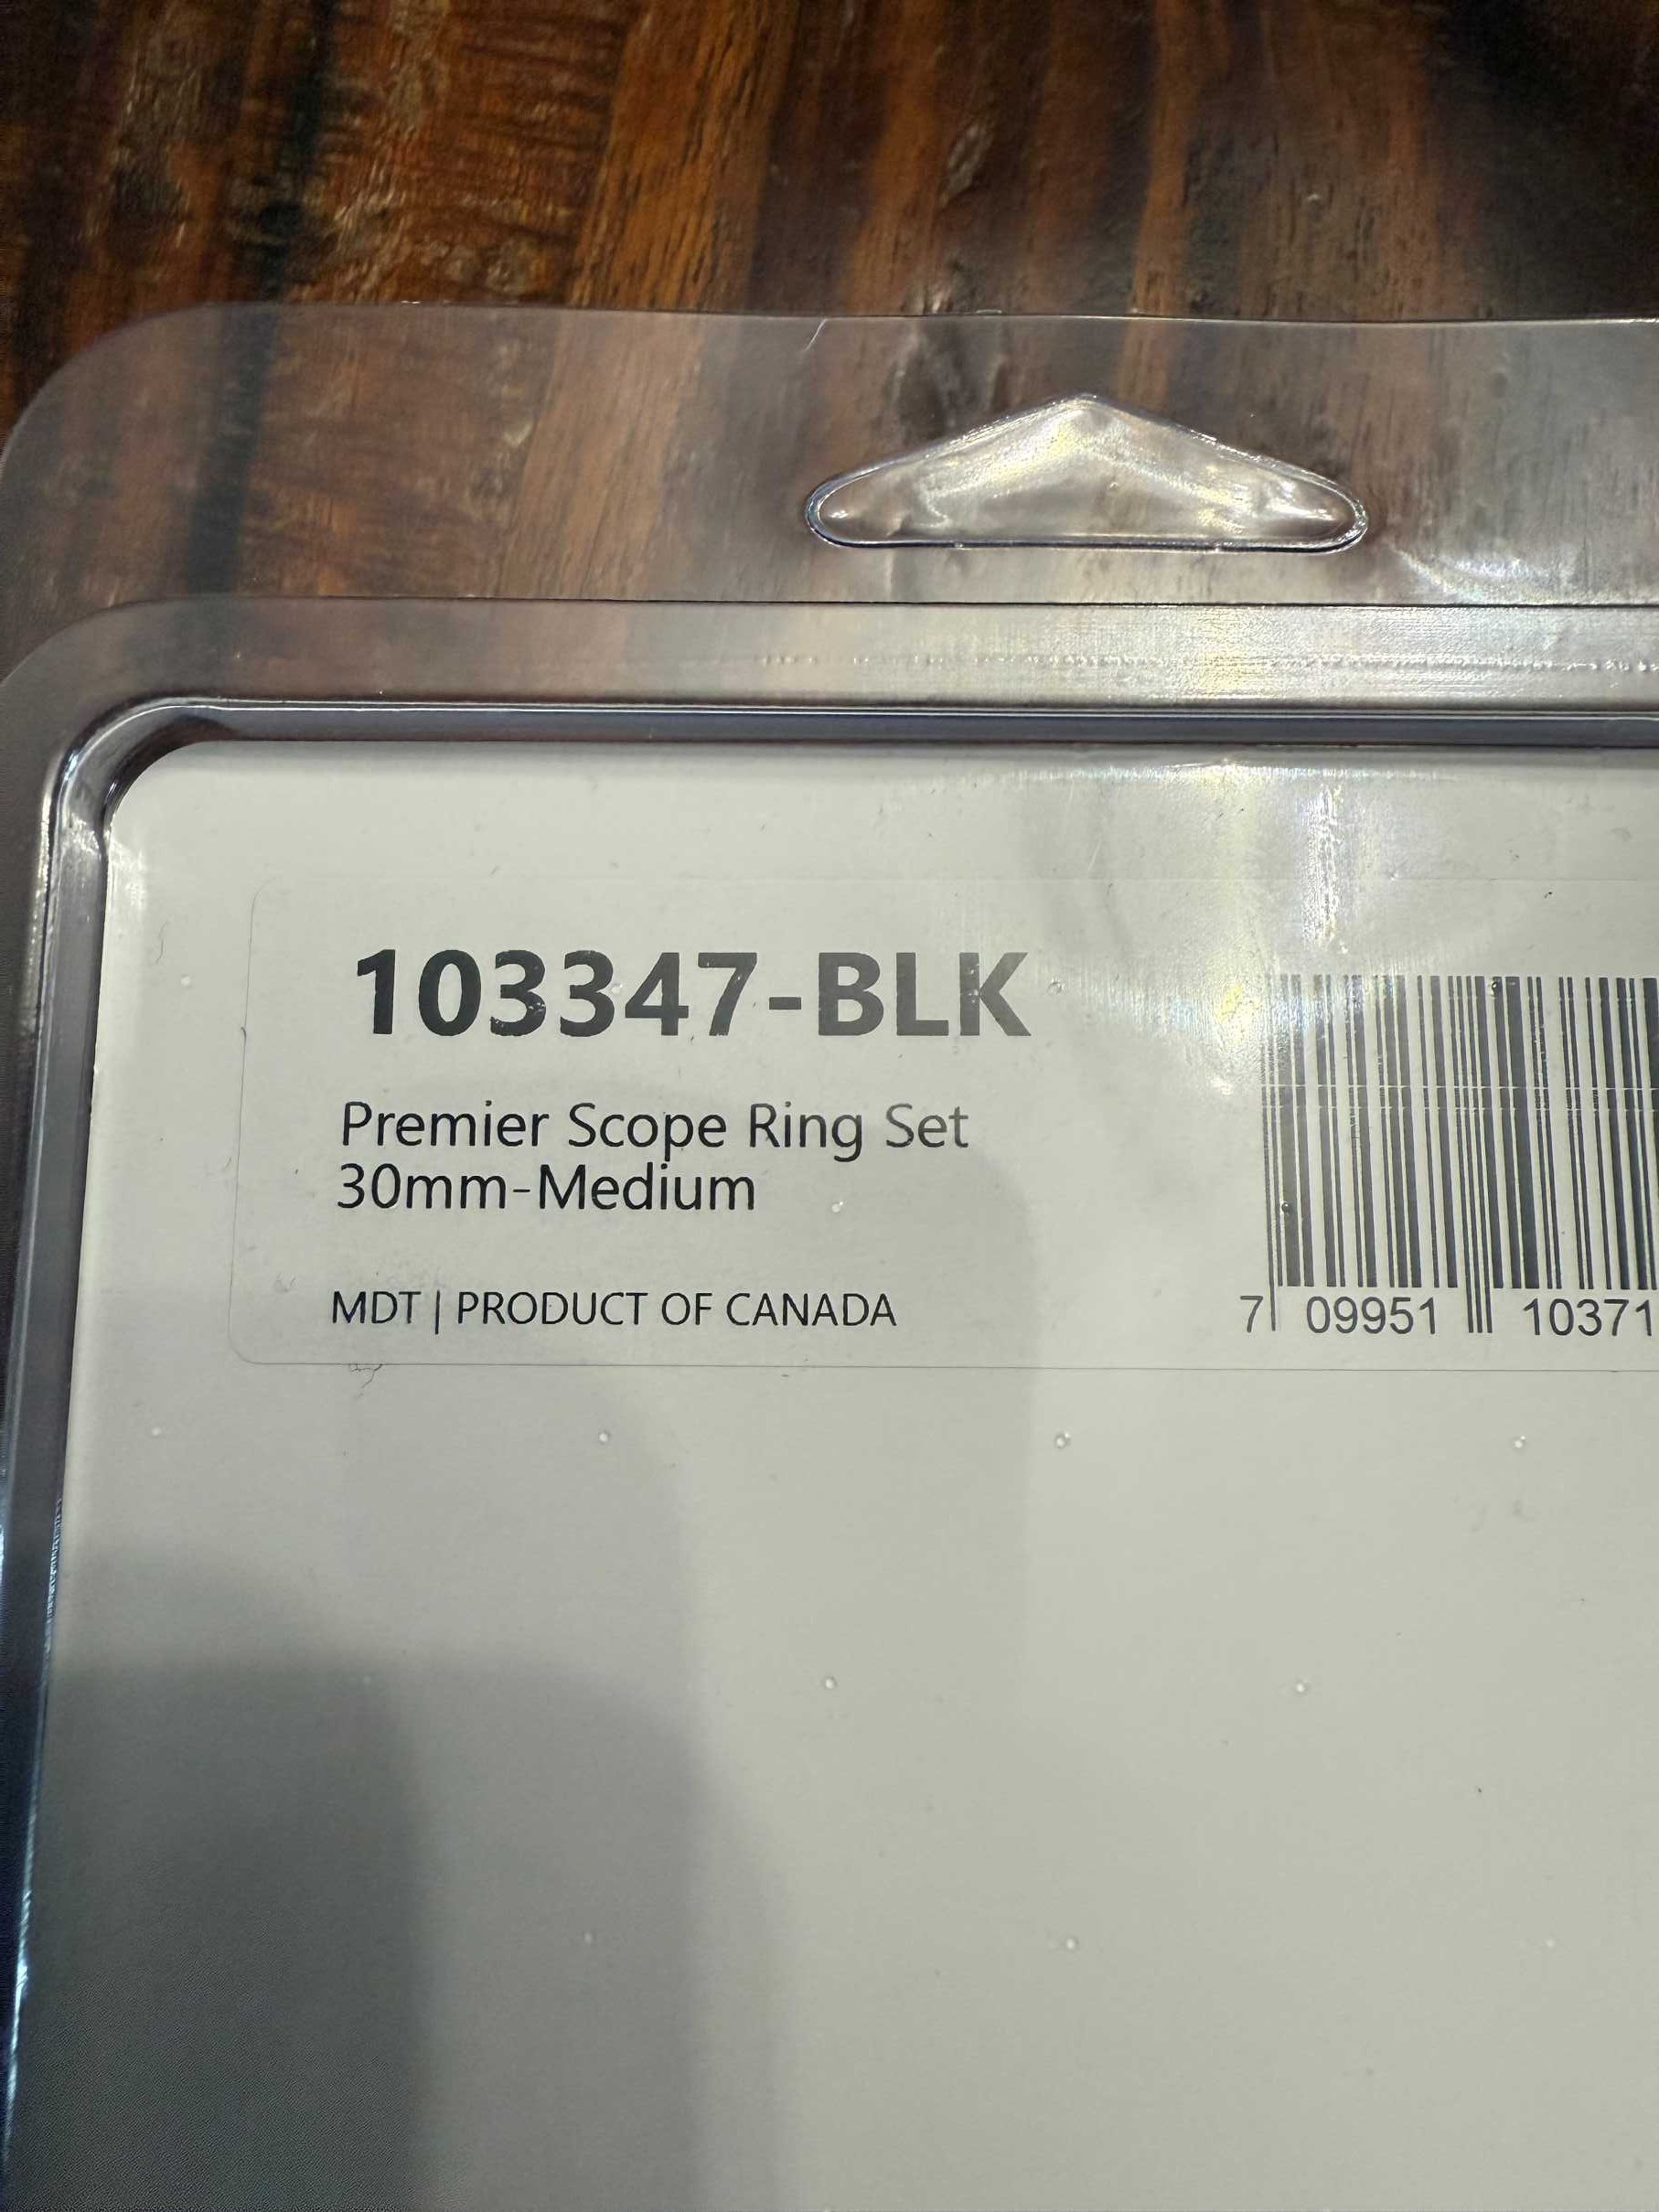 103347-BLK
Premier Scope Ring Set
30mm-Medium
MDT | PRODUCT OF CANADA
7 09951 10371